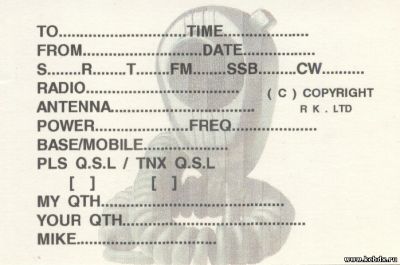 TO..............................TIME....................
FROM............................DATE....................
S........R........T........FM........SSB.........CW..........
RADIO.....................................
( C ) COPYRIGHT
ANTENNA..................................
R K . LTD
POWER......................FREQ....................
BASE/MOBILE....................
PLS Q.S.L / TNX Q.S.L
[ ] [ ]
MY QTH...........................................
YOUR QTH...........................................
MIKE.................................
www.kohds.ru